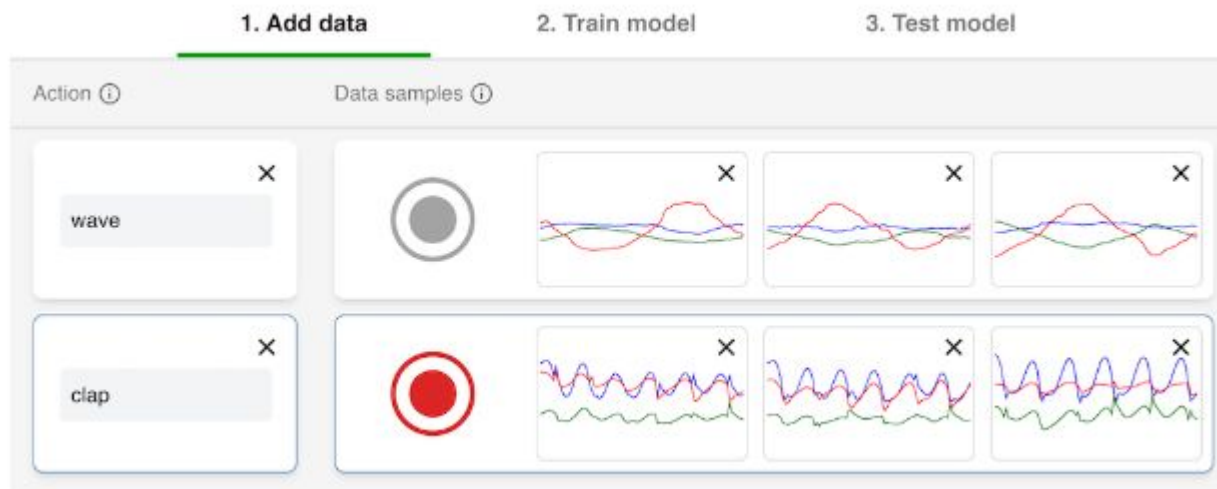 1. Add data 2. Train model 3. Test model
Action Data samples
wave
clap